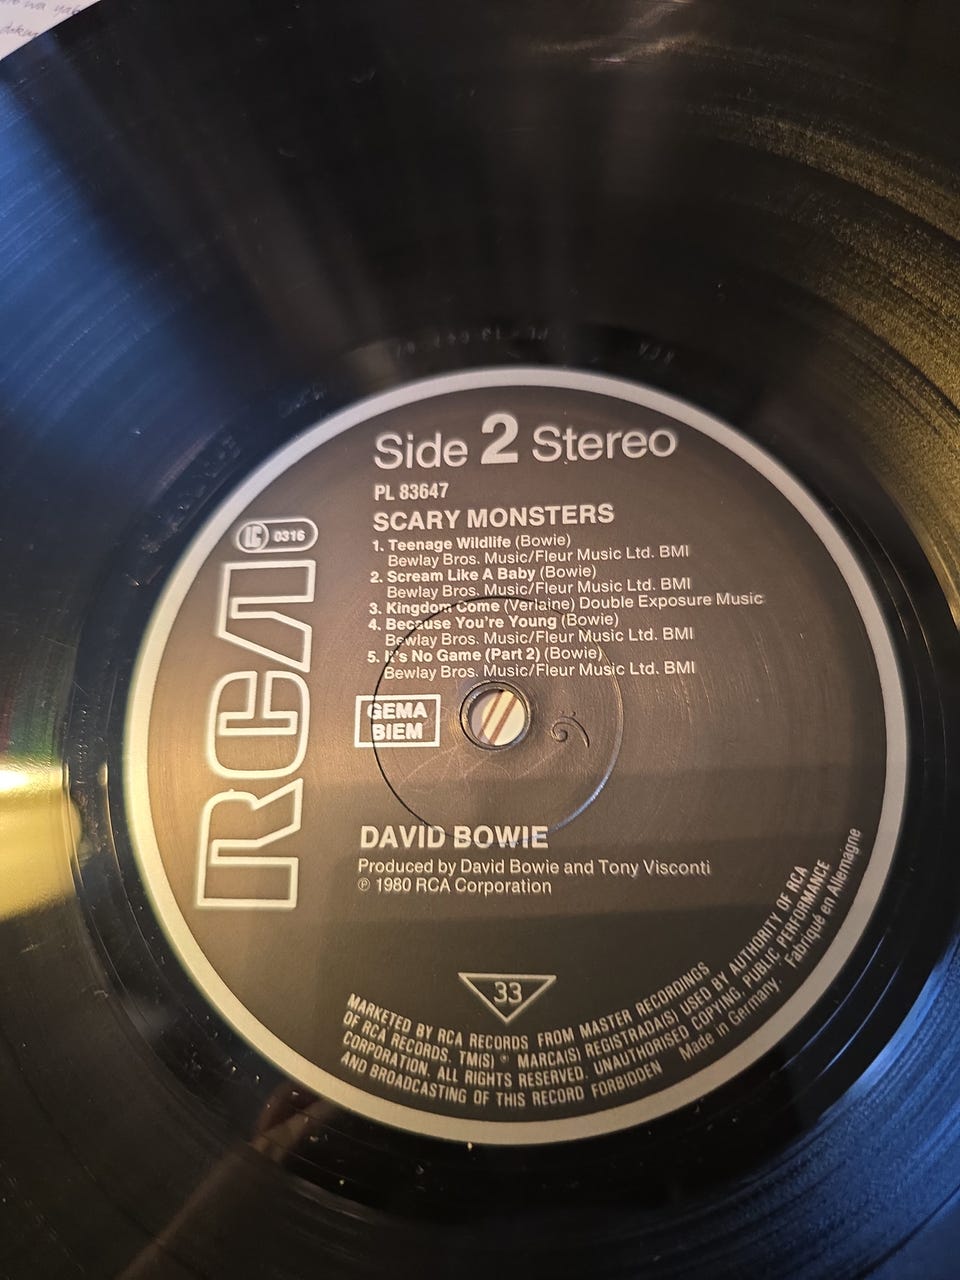 Side 2 Stereo
PL 83647
SCARY MONSTERS
1. Teenage Wildlife (Bowie)
Bewlay Bros. Music/Fleur Music Ltd. BMI
2. Scream Like A Baby (Bowie)
Bewlay Bros. Music/Fleur Music Ltd. BMI
3. Kingdom Come (Verlaine) Double Exposure Music
4. Because You're Young (Bowie)
Bewlay Bros. Music/Fleur Music Ltd. BMI
5. It's No Game (Part 2) (Bowie)
Bewlay Bros. Music/Fleur Music Ltd. BMI
LC 0316
RCA
GEMA
BIEM
DAVID BOWIE
Produced by David Bowie and Tony Visconti
℗ 1980 RCA Corporation
33
MARKETED BY RCA RECORDS FROM MASTER RECORDINGS
OF RCA RECORDS. TM(S) ® MARCA(S) REGISTRADA(S) USED BY AUTHORITY OF RCA
CORPORATION. ALL RIGHTS RESERVED. UNAUTHORISED COPYING, PUBLIC PERFORMANCE
AND BROADCASTING OF THIS RECORD FORBIDDEN
Made in Germany. Fabriqué en Allemagne